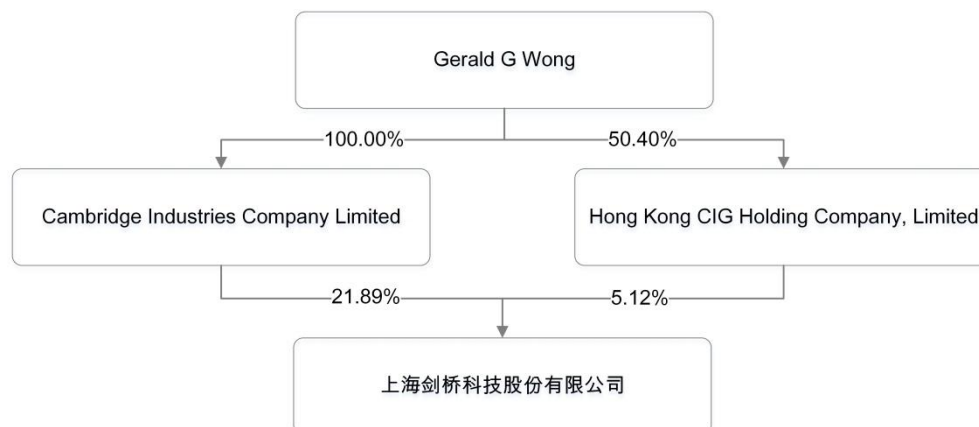 Gerald G Wong
100.00%
50.40%
Cambridge Industries Company Limited
Hong Kong CIG Holding Company, Limited
21.89%
5.12%
上海剑桥科技股份有限公司